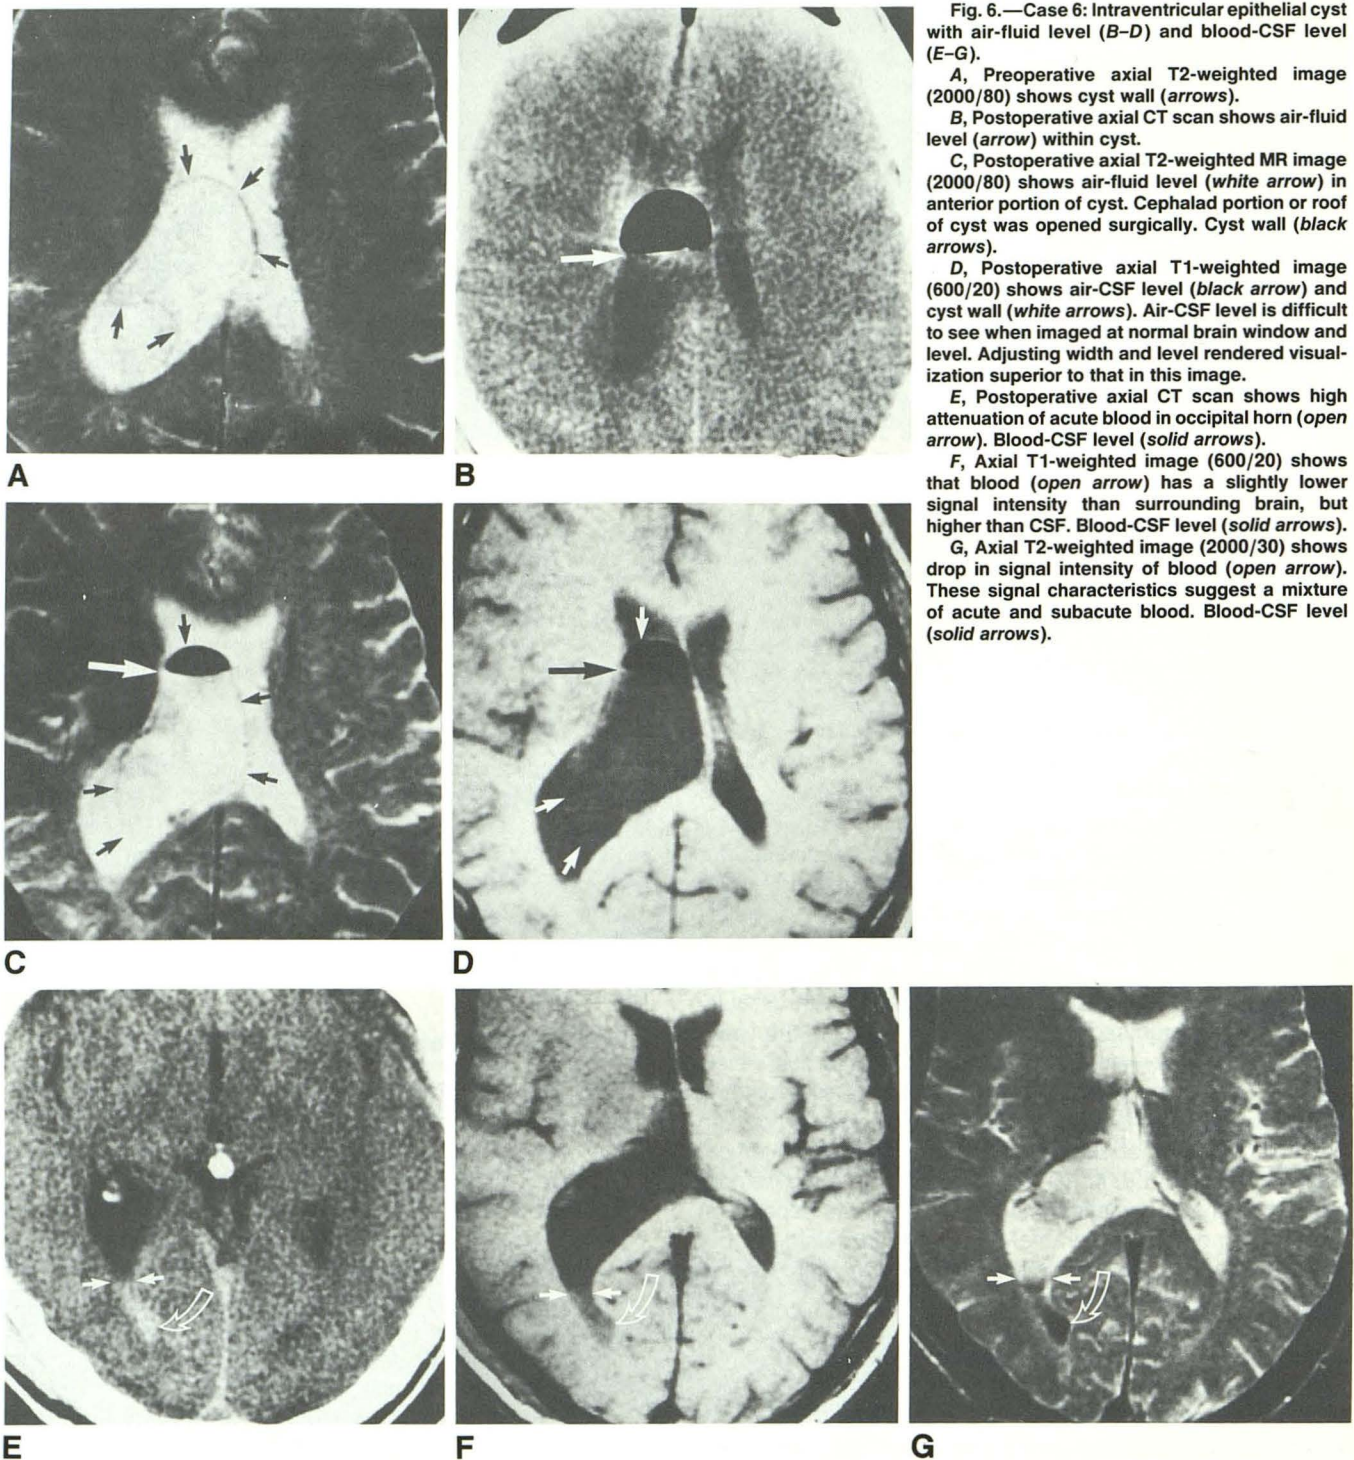 Fig. 6.—Case 6: Intraventricular epithelial cyst
with air-fluid level (B–D) and blood-CSF level
(E–G).
A, Preoperative axial T2-weighted image
(2000/80) shows cyst wall (arrows).
B, Postoperative axial CT scan shows air-fluid
level (arrow) within cyst.
C, Postoperative axial T2-weighted MR image
(2000/80) shows air-fluid level (white arrow) in
anterior portion of cyst. Cephalad portion or roof
of cyst was opened surgically. Cyst wall (black
arrows).
D, Postoperative axial T1-weighted image
(600/20) shows air-CSF level (black arrow) and
cyst wall (white arrows). Air-CSF level is difficult
to see when imaged at normal brain window and
level. Adjusting width and level rendered visual-
ization superior to that in this image.
E, Postoperative axial CT scan shows high
attenuation of acute blood in occipital horn (open
arrow). Blood-CSF level (solid arrows).
F, Axial T1-weighted image (600/20) shows
that blood (open arrow) has a slightly lower
signal intensity than surrounding brain, but
higher than CSF. Blood-CSF level (solid arrows).
G, Axial T2-weighted image (2000/30) shows
drop in signal intensity of blood (open arrow).
These signal characteristics suggest a mixture
of acute and subacute blood. Blood-CSF level
(solid arrows).
A
B
C
D
E
F
G